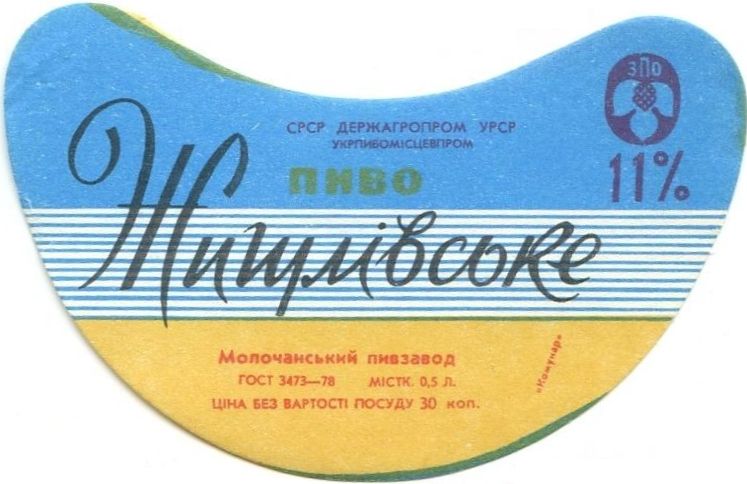 ЗПО
СРСР ДЕРЖАГРОПРОМ УРСР
УКРПИВОМІСЦЕВПРОМ
ПИВО
11%
Жигулівське
Молочанський пивзавод
ГОСТ 3473—78 МІСТК. 0,5 Л.
ЦІНА БЕЗ ВАРТОСТІ ПОСУДУ 30 коп.
«Комунар»